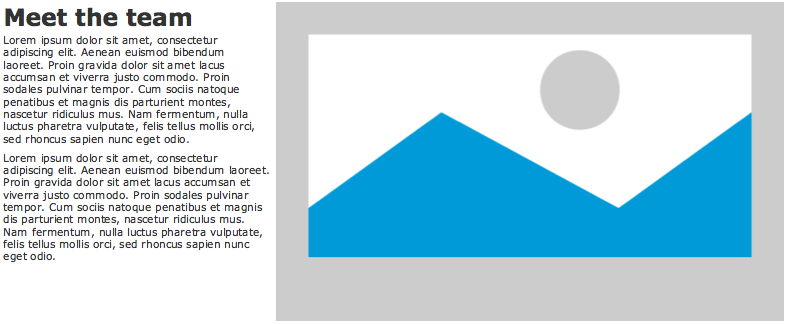 Meet the team
Lorem ipsum dolor sit amet, consectetur
adipiscing elit. Aenean euismod bibendum
laoreet. Proin gravida dolor sit amet lacus
accumsan et viverra justo commodo. Proin
sodales pulvinar tempor. Cum sociis natoque
penatibus et magnis dis parturient montes,
nascetur ridiculus mus. Nam fermentum, nulla
luctus pharetra vulputate, felis tellus mollis orci,
sed rhoncus sapien nunc eget odio.
Lorem ipsum dolor sit amet, consectetur
adipiscing elit. Aenean euismod bibendum laoreet.
Proin gravida dolor sit amet lacus accumsan et
viverra justo commodo. Proin sodales pulvinar
tempor. Cum sociis natoque penatibus et magnis
dis parturient montes, nascetur ridiculus mus.
Nam fermentum, nulla luctus pharetra vulputate,
felis tellus mollis orci, sed rhoncus sapien nunc
eget odio.